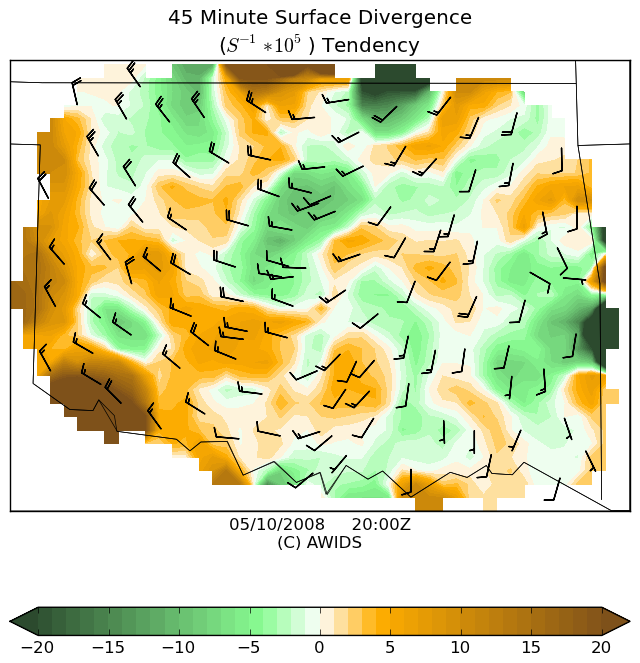 45 Minute Surface Divergence
(S⁻¹ * 10⁵ ) Tendency
05/10/2008 20:00Z
(C) AWIDS
−20 −15 −10 −5 0 5 10 15 20